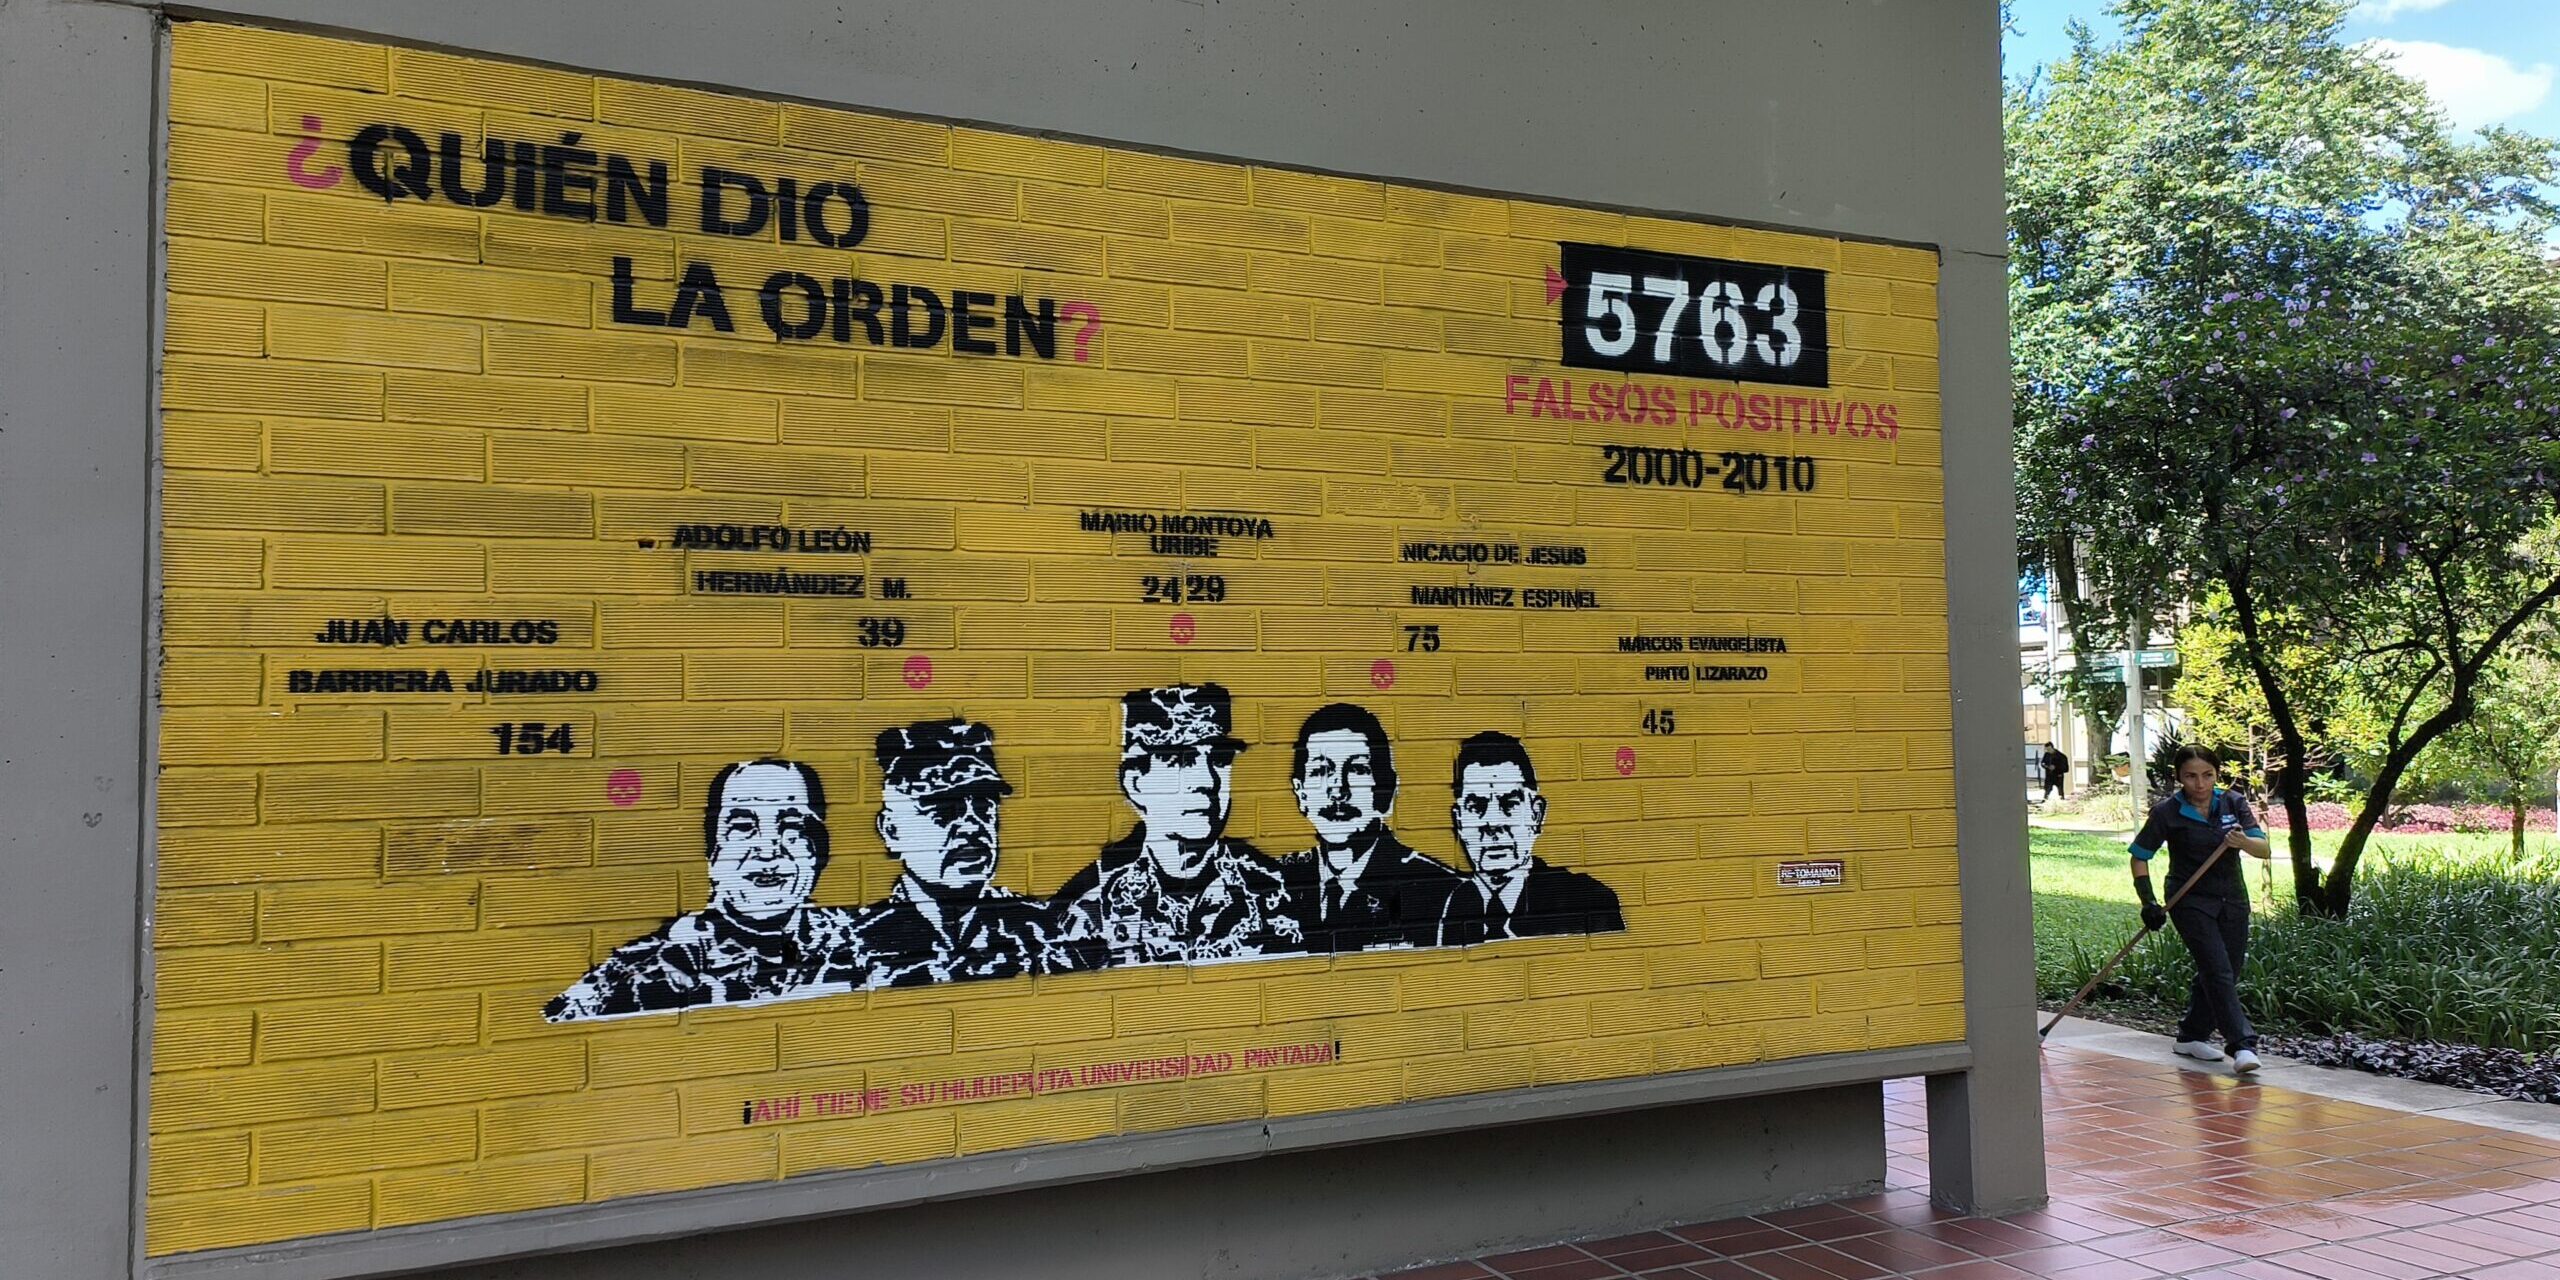 ¿QUIÉN DIO
LA ORDEN?
5763
FALSOS POSITIVOS
2000-2010
JUAN CARLOS
BARRERA JURADO
154
ADOLFO LEÓN
HERNÁNDEZ M.
39
MARIO MONTOYA
URIBE
2429
NICACIO DE JESUS
MARTÍNEZ ESPINEL
75
MARCOS EVANGELISTA
PINTO LIZARAZO
45
RE-TOMANDO
¡AHÍ TIENE SU HIJUEPUTA UNIVERSIDAD PINTADA!